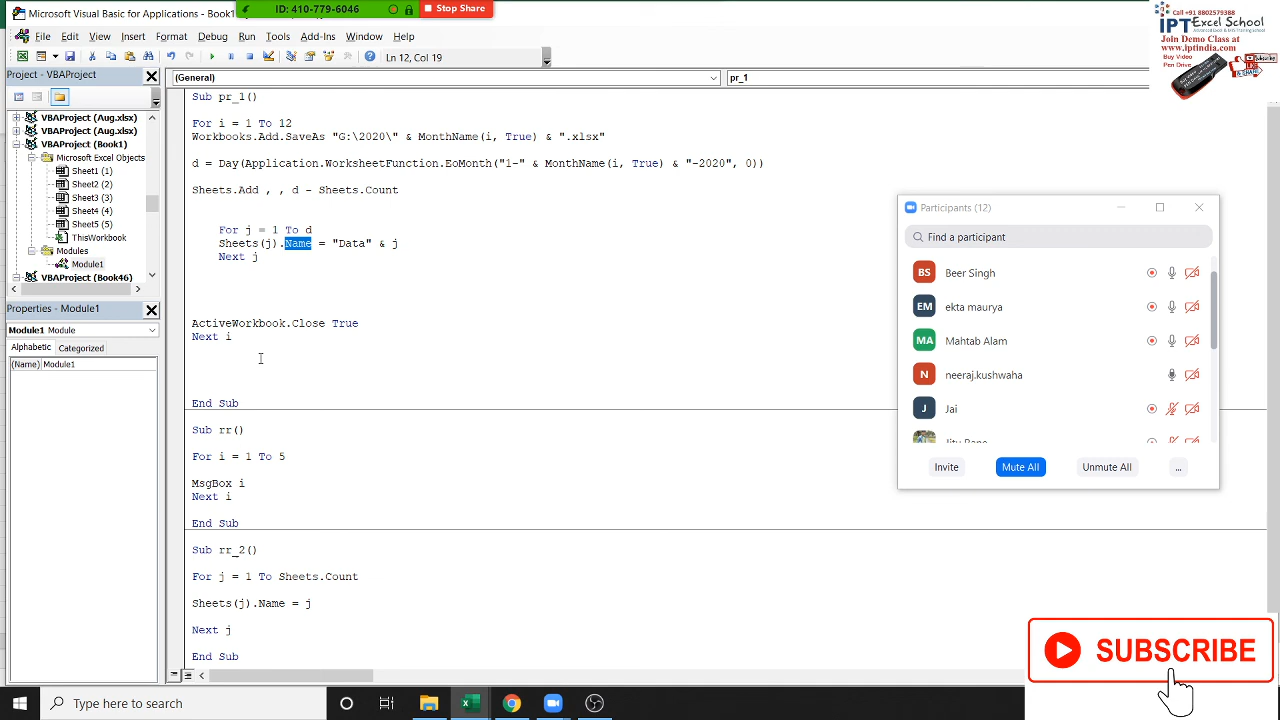 Microsoft Visual Basic for Applications - Book1
ID: 410-779-6046
Stop Share
Call +91 8802579388
IPT Excel School
Join Demo Class at
www.iptindia.com
Buy Video
Pen Drive
File Edit View Insert Format Debug Run Tools Add-Ins Window Help
Ln 12, Col 19
Project - VBAProject
(General)
pr_1
VBAProject (Aug.xlsx)
VBAProject (Aug.xlsx)
VBAProject (Book1)
Microsoft Excel Objects
Sheet1 (1)
Sheet2 (2)
Sheet3 (3)
Sheet4 (4)
Sheet5 (5)
ThisWorkbook
Modules
Module1
VBAProject (Book46)
Properties - Module1
Module1 Module
Alphabetic Categorized
(Name) Module1
Sub pr_1()
For i = 1 To 12
Workbooks.Add.SaveAs "G:\2020\" & MonthName(i, True) & ".xlsx"
d = Day(Application.WorksheetFunction.EoMonth("1-" & MonthName(i, True) & "-2020", 0))
Sheets.Add , , d - Sheets.Count
For j = 1 To d
Sheets(j).Name = "Data" & j
Next j
ActiveWorkbook.Close True
Next i
End Sub
Sub rr()
For i = 1 To 5
MsgBox i
Next i
End Sub
Sub rr_2()
For j = 1 To Sheets.Count
Sheets(j).Name = j
Next j
End Sub
Participants (12)
Find a participant
BS Beer Singh
EM ekta maurya
MA Mahtab Alam
N neeraj.kushwaha
J Jai
Invite
Mute All
Unmute All
...
SUBSCRIBE
Type here to search